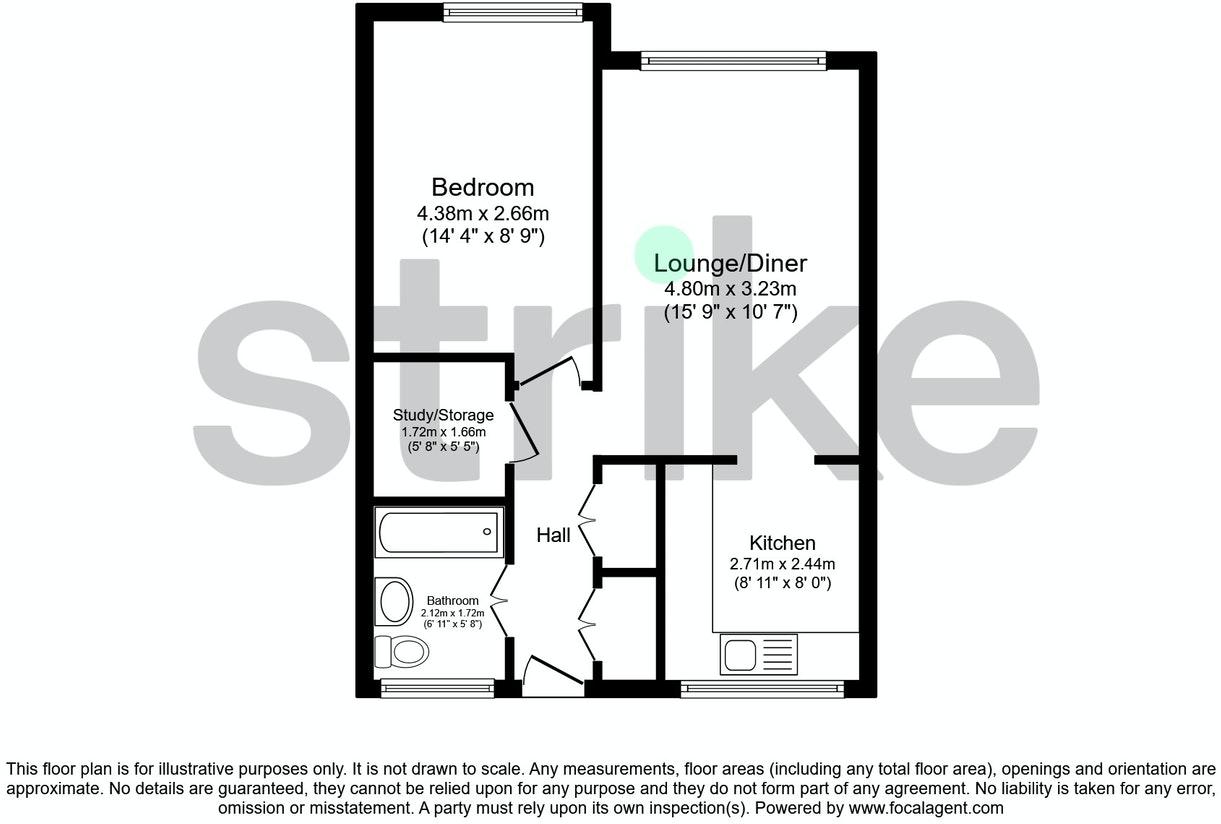 Bedroom
4.38m x 2.66m
(14' 4" x 8' 9")
Lounge/Diner
4.80m x 3.23m
(15' 9" x 10' 7")
strike
Study/Storage
1.72m x 1.66m
(5' 8" x 5' 5")
Hall
Kitchen
2.71m x 2.44m
(8' 11" x 8' 0")
Bathroom
2.12m x 1.72m
(6' 11" x 5' 8")
This floor plan is for illustrative purposes only. It is not drawn to scale. Any measurements, floor areas (including any total floor area), openings and orientation are
approximate. No details are guaranteed, they cannot be relied upon for any purpose and they do not form part of any agreement. No liability is taken for any error,
omission or misstatement. A party must rely upon its own inspection(s). Powered by www.focalagent.com